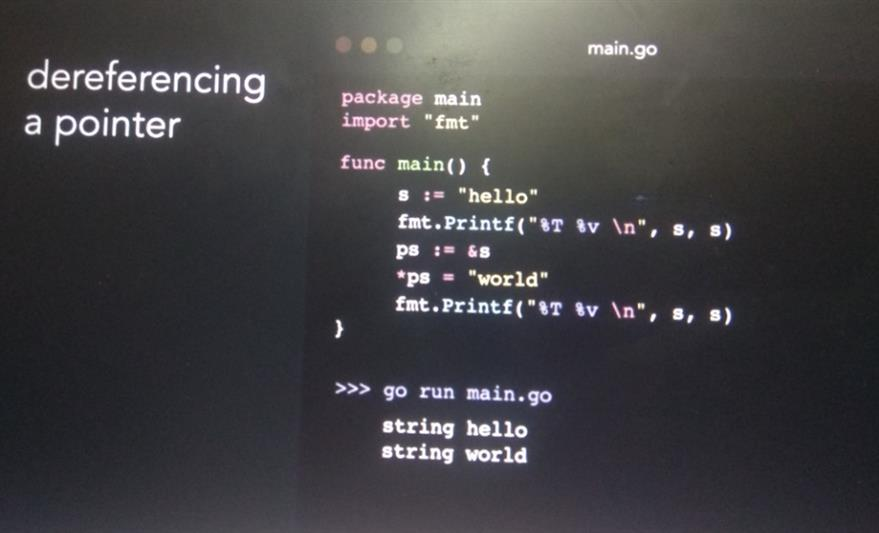 dereferencing
a pointer
main.go
package main
import "fmt"
func main() {
s := "hello"
fmt.Printf("%T %v \n", s, s)
ps := &s
*ps = "world"
fmt.Printf("%T %v \n", s, s)
}
>>> go run main.go
string hello
string world